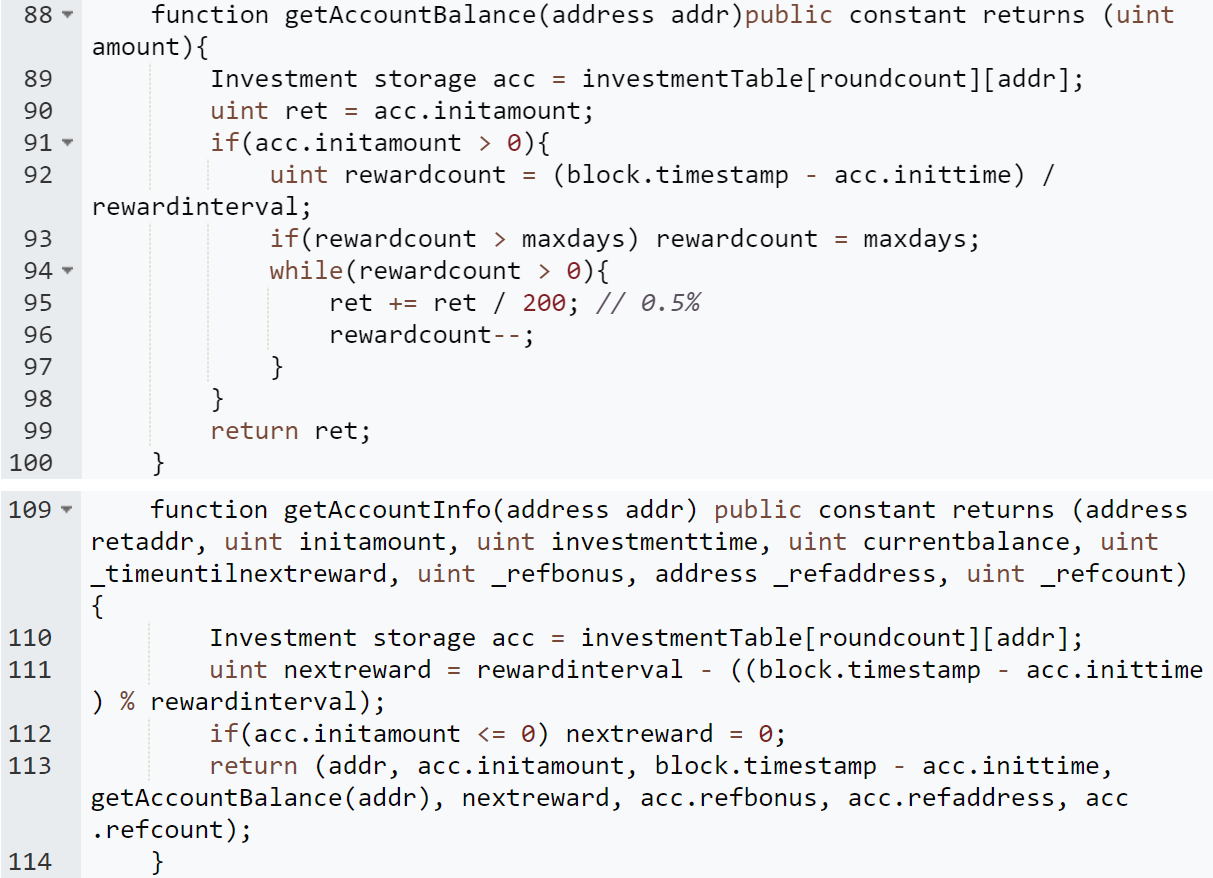 88 function getAccountBalance(address addr)public constant returns (uint
amount){
89 Investment storage acc = investmentTable[roundcount][addr];
90 uint ret = acc.initamount;
91 if(acc.initamount > 0){
92 uint rewardcount = (block.timestamp - acc.inittime) /
rewardinterval;
93 if(rewardcount > maxdays) rewardcount = maxdays;
94 while(rewardcount > 0){
95 ret += ret / 200; // 0.5%
96 rewardcount--;
97 }
98 }
99 return ret;
100 }
109 function getAccountInfo(address addr) public constant returns (address
retaddr, uint initamount, uint investmenttime, uint currentbalance, uint
_timeuntilnextreward, uint _refbonus, address _refaddress, uint _refcount)
{
110 Investment storage acc = investmentTable[roundcount][addr];
111 uint nextreward = rewardinterval - ((block.timestamp - acc.inittime
) % rewardinterval);
112 if(acc.initamount <= 0) nextreward = 0;
113 return (addr, acc.initamount, block.timestamp - acc.inittime,
getAccountBalance(addr), nextreward, acc.refbonus, acc.refaddress, acc
.refcount);
114 }